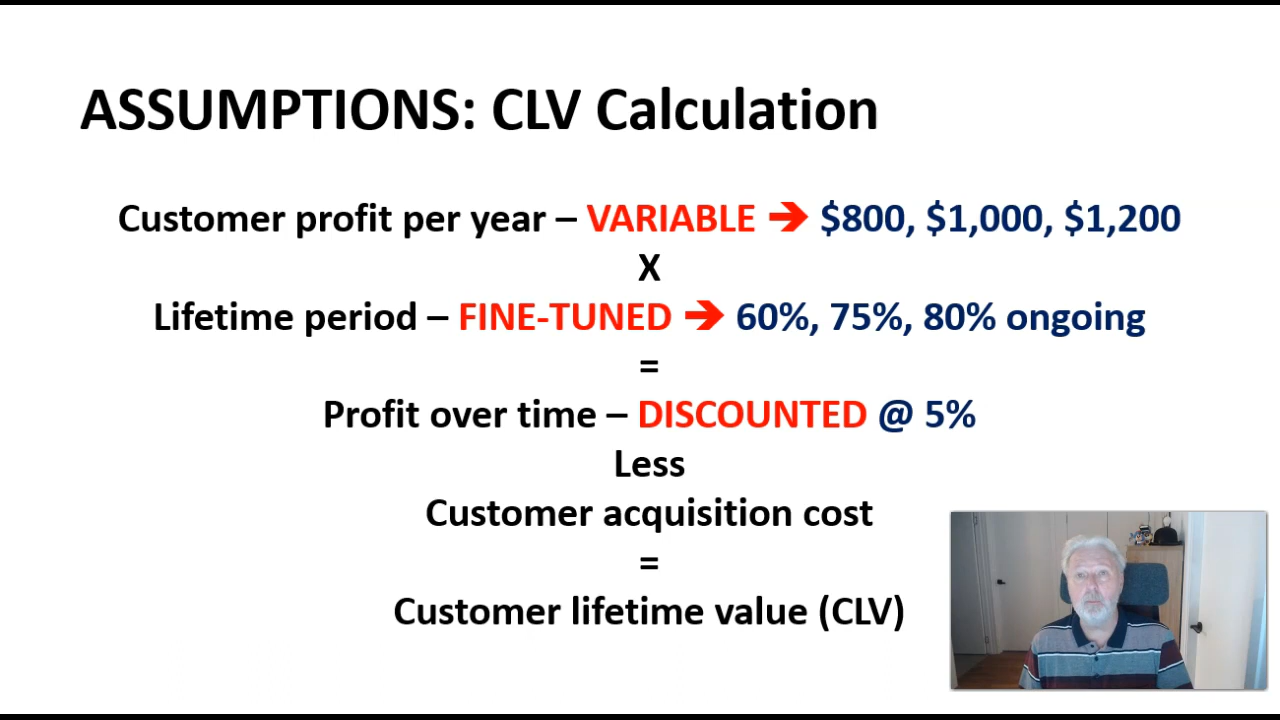 ASSUMPTIONS: CLV Calculation
Customer profit per year – VARIABLE ➔ $800, $1,000, $1,200
X
Lifetime period – FINE-TUNED ➔ 60%, 75%, 80% ongoing
=
Profit over time – DISCOUNTED @ 5%
Less
Customer acquisition cost
=
Customer lifetime value (CLV)